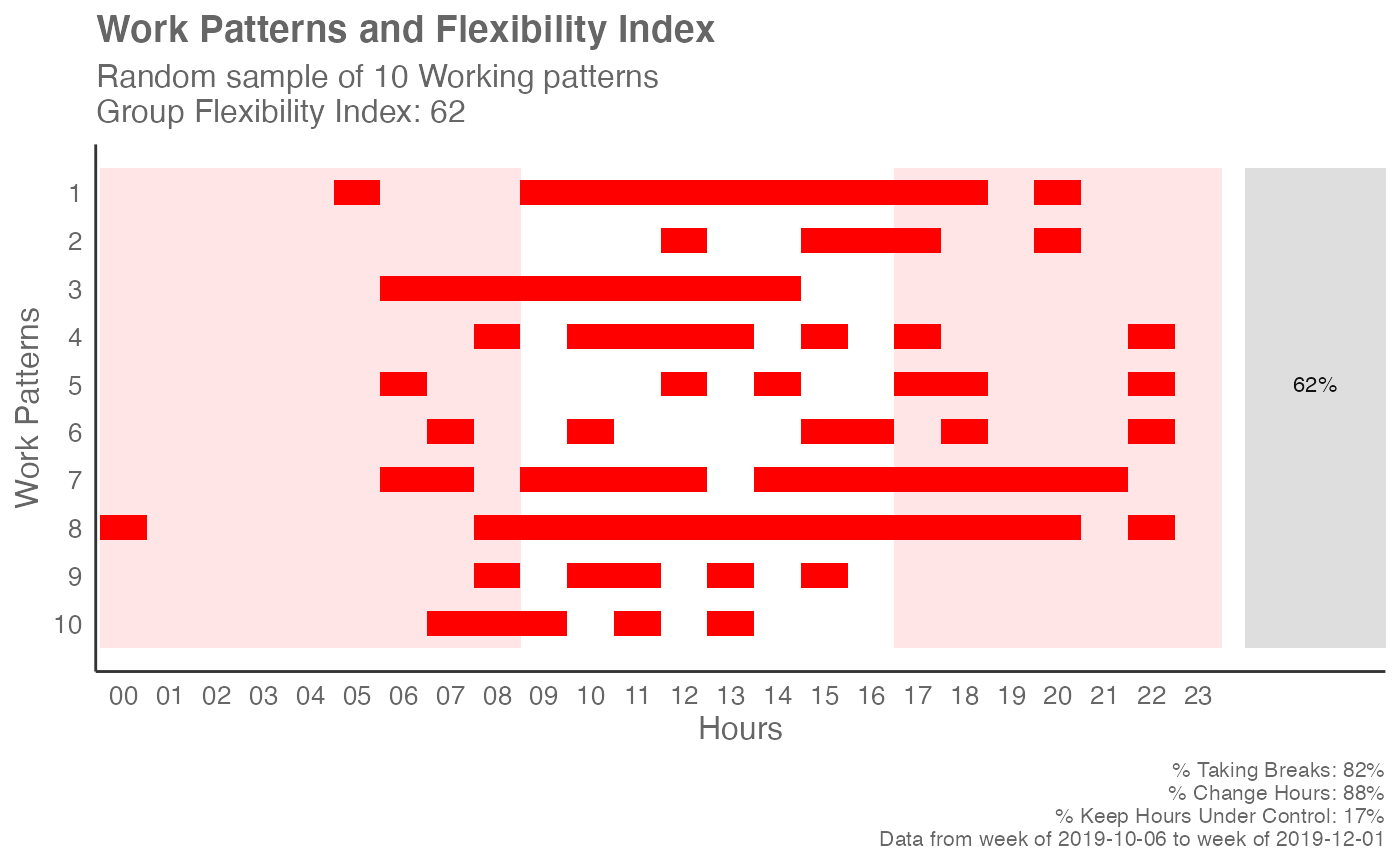 Work Patterns and Flexibility Index
Random sample of 10 Working patterns
Group Flexibility Index: 62
Work Patterns
1
2
3
4
5
6
7
8
9
10
62%
00 01 02 03 04 05 06 07 08 09 10 11 12 13 14 15 16 17 18 19 20 21 22 23
Hours
% Taking Breaks: 82%
% Change Hours: 88%
% Keep Hours Under Control: 17%
Data from week of 2019-10-06 to week of 2019-12-01